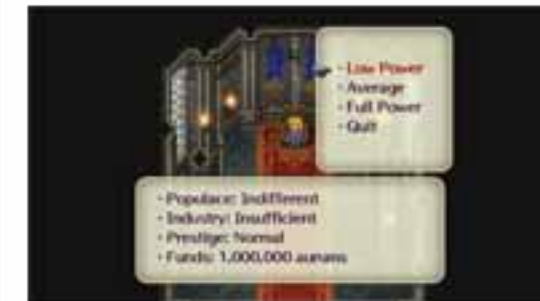 · Low Power
· Average
· Full Power
· Quit
· Populace: Indifferent
· Industry: Insufficient
· Prestige: Normal
· Funds: 1,000,000 aurums